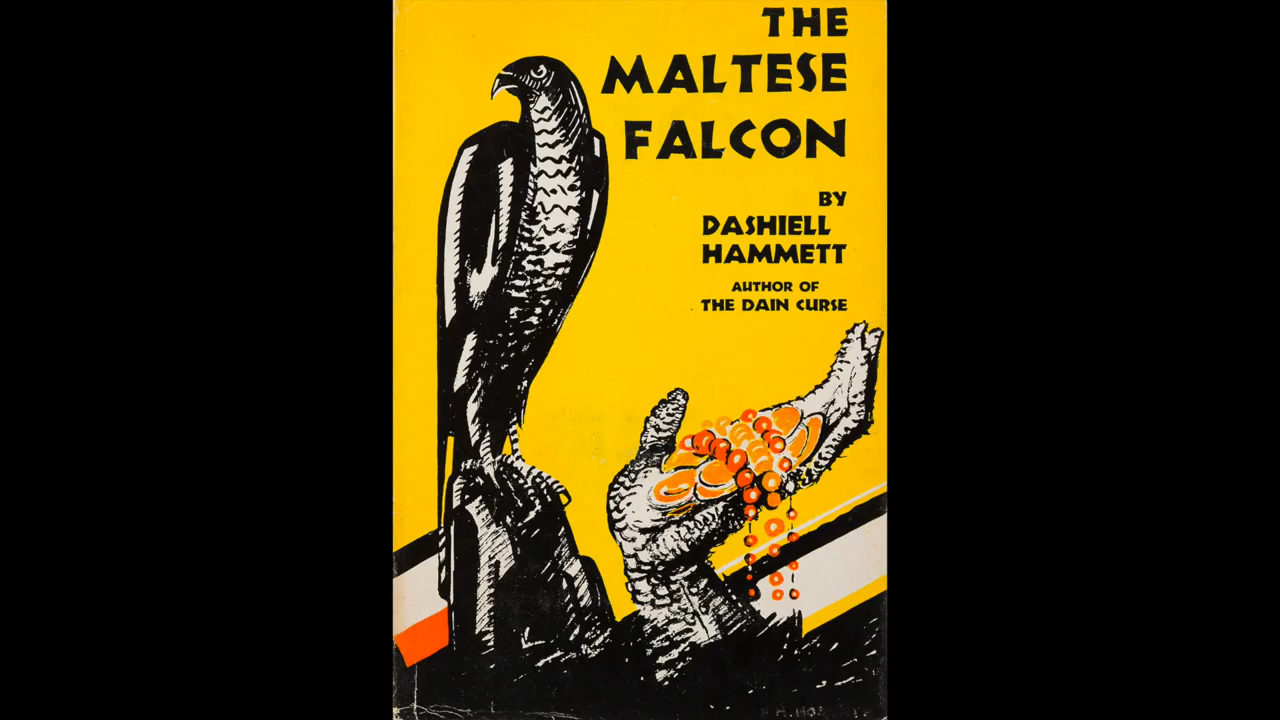 THE
MALTESE
FALCON
BY
DASHIELL
HAMMETT
AUTHOR OF
THE DAIN CURSE